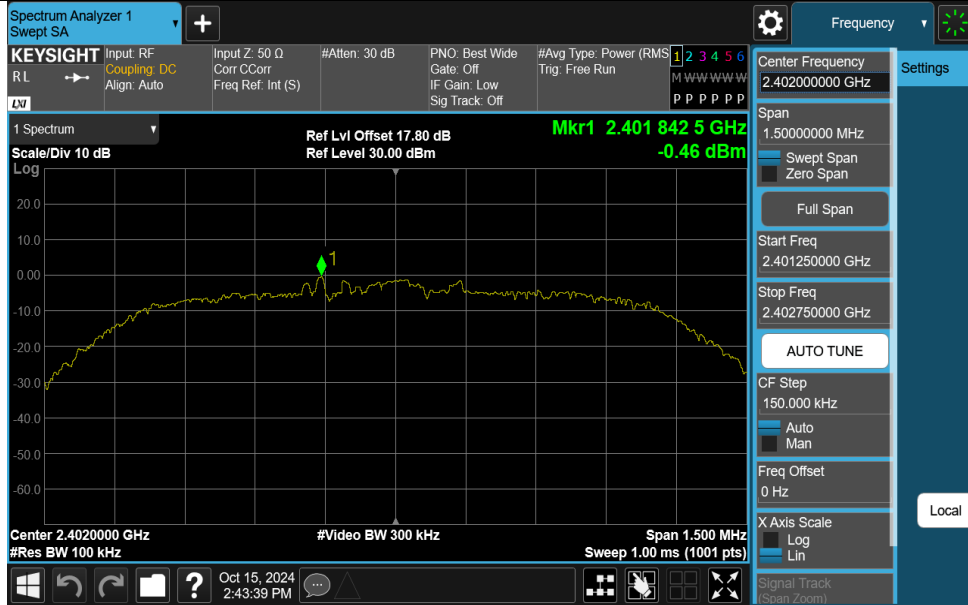 Spectrum Analyzer 1
Swept SA
+
Frequency
KEYSIGHT
R L
LXI
Input: RF
Coupling: DC
Align: Auto
Input Z: 50 Ω
Corr CCorr
Freq Ref: Int (S)
#Atten: 30 dB
PNO: Best Wide
Gate: Off
IF Gain: Low
Sig Track: Off
#Avg Type: Power (RMS
Trig: Free Run
1 2 3 4 5 6
M W W W W W
P P P P P P
1 Spectrum
Scale/Div 10 dB
Log
Ref Lvl Offset 17.80 dB
Ref Level 30.00 dBm
Mkr1 2.401 842 5 GHz
-0.46 dBm
1
20.0
10.0
0.00
-10.0
-20.0
-30.0
-40.0
-50.0
-60.0
Center 2.4020000 GHz
#Res BW 100 kHz
#Video BW 300 kHz
Span 1.500 MHz
Sweep 1.00 ms (1001 pts)
Center Frequency
2.402000000 GHz
Settings
Span
1.50000000 MHz
Swept Span
Zero Span
Full Span
Start Freq
2.401250000 GHz
Stop Freq
2.402750000 GHz
AUTO TUNE
CF Step
150.000 kHz
Auto
Man
Freq Offset
0 Hz
X Axis Scale
Log
Lin
Local
Signal Track
(Span Zoom)
?
Oct 15, 2024
2:43:39 PM